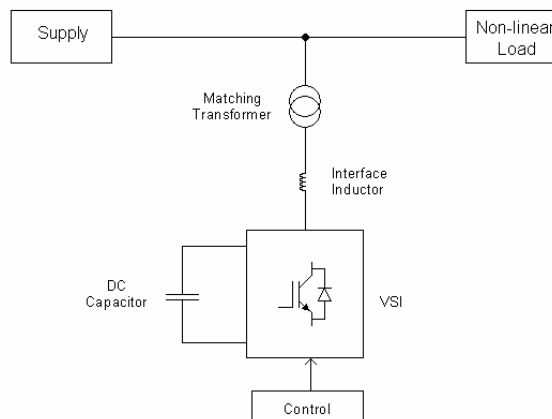 Supply
Non-linear
Load
Matching
Transformer
Interface
Inductor
DC
Capacitor
VSI
Control